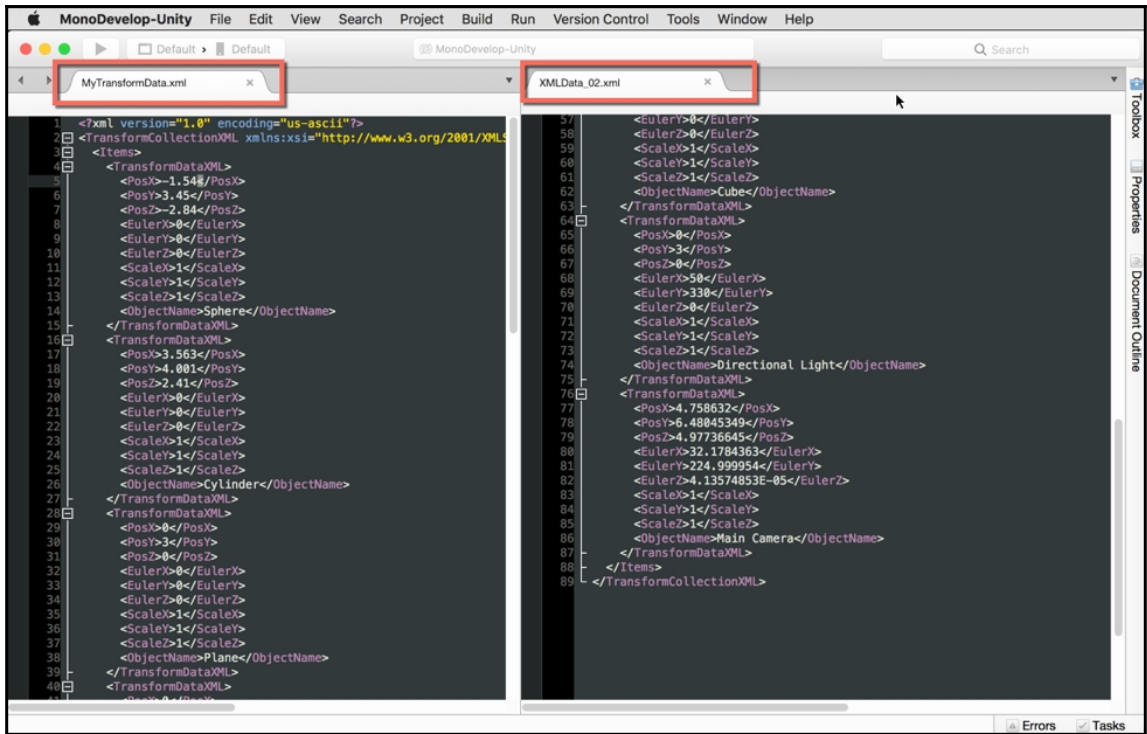 MonoDevelop-Unity File Edit View Search Project Build Run Version Control Tools Window Help
Default › Default
MonoDevelop-Unity
Search
MyTransformData.xml ×
1 <?xml version="1.0" encoding="us-ascii"?>
2 <TransformCollectionXML xmlns:xsi="http://www.w3.org/2001/XMLS
3 <Items>
4 <TransformDataXML>
5 <PosX>-1.54</PosX>
6 <PosY>3.45</PosY>
7 <PosZ>-2.84</PosZ>
8 <EulerX>0</EulerX>
9 <EulerY>0</EulerY>
10 <EulerZ>0</EulerZ>
11 <ScaleX>1</ScaleX>
12 <ScaleY>1</ScaleY>
13 <ScaleZ>1</ScaleZ>
14 <ObjectName>Sphere</ObjectName>
15 </TransformDataXML>
16 <TransformDataXML>
17 <PosX>3.563</PosX>
18 <PosY>4.001</PosY>
19 <PosZ>2.41</PosZ>
20 <EulerX>0</EulerX>
21 <EulerY>0</EulerY>
22 <EulerZ>0</EulerZ>
23 <ScaleX>1</ScaleX>
24 <ScaleY>1</ScaleY>
25 <ScaleZ>1</ScaleZ>
26 <ObjectName>Cylinder</ObjectName>
27 </TransformDataXML>
28 <TransformDataXML>
29 <PosX>0</PosX>
30 <PosY>3</PosY>
31 <PosZ>0</PosZ>
32 <EulerX>0</EulerX>
33 <EulerY>0</EulerY>
34 <EulerZ>0</EulerZ>
35 <ScaleX>1</ScaleX>
36 <ScaleY>1</ScaleY>
37 <ScaleZ>1</ScaleZ>
38 <ObjectName>Plane</ObjectName>
39 </TransformDataXML>
40 <TransformDataXML>
XMLData_02.xml ×
57 <EulerY>0</EulerY>
58 <EulerZ>0</EulerZ>
59 <ScaleX>1</ScaleX>
60 <ScaleY>1</ScaleY>
61 <ScaleZ>1</ScaleZ>
62 <ObjectName>Cube</ObjectName>
63 </TransformDataXML>
64 <TransformDataXML>
65 <PosX>0</PosX>
66 <PosY>3</PosY>
67 <PosZ>0</PosZ>
68 <EulerX>50</EulerX>
69 <EulerY>330</EulerY>
70 <EulerZ>0</EulerZ>
71 <ScaleX>1</ScaleX>
72 <ScaleY>1</ScaleY>
73 <ScaleZ>1</ScaleZ>
74 <ObjectName>Directional Light</ObjectName>
75 </TransformDataXML>
76 <TransformDataXML>
77 <PosX>4.758632</PosX>
78 <PosY>6.48045349</PosY>
79 <PosZ>4.97736645</PosZ>
80 <EulerX>32.1784363</EulerX>
81 <EulerY>224.999954</EulerY>
82 <EulerZ>4.13574853E-05</EulerZ>
83 <ScaleX>1</ScaleX>
84 <ScaleY>1</ScaleY>
85 <ScaleZ>1</ScaleZ>
86 <ObjectName>Main Camera</ObjectName>
87 </TransformDataXML>
88 </Items>
89 </TransformCollectionXML>
Toolbox
Properties
Document Outline
Errors Tasks